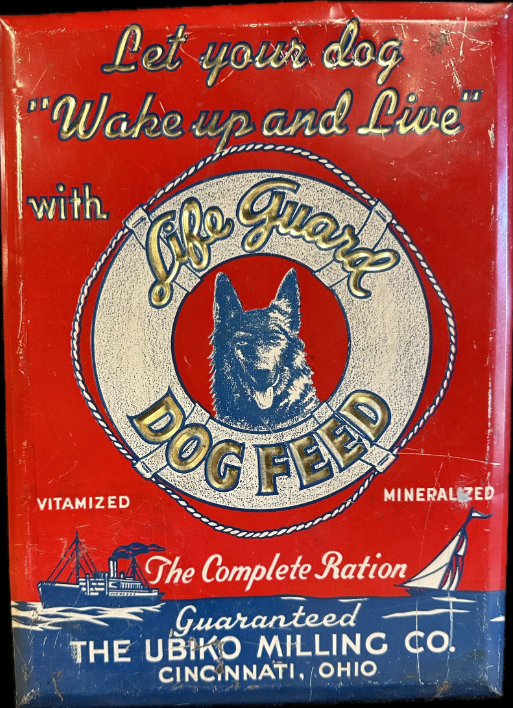 Let your dog
"Wake up and Live"
with
Life Guard
DOG FEED
VITAMIZED
MINERALIZED
The Complete Ration
Guaranteed
THE UBIKO MILLING CO.
CINCINNATI, OHIO